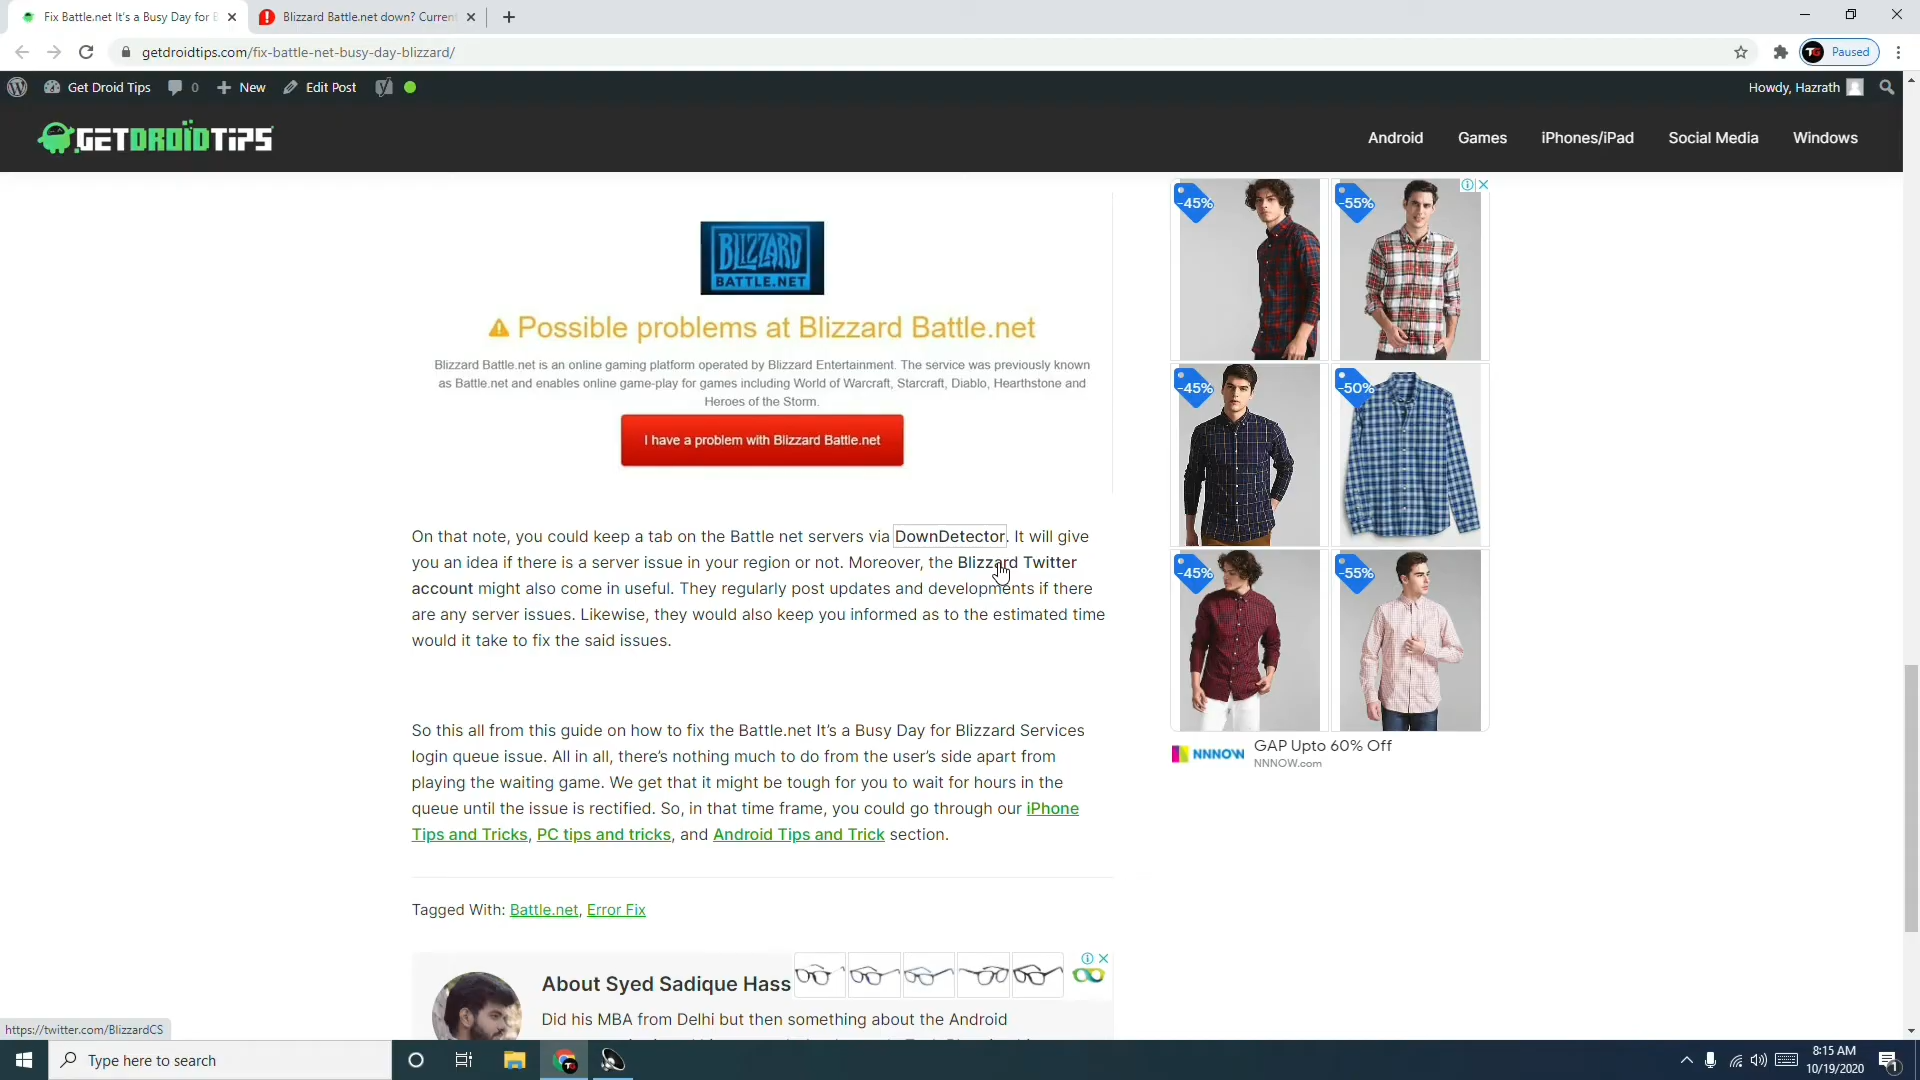 Fix Battle.net It's a Busy Day for B
Blizzard Battle.net down? Current
getdroidtips.com/fix-battle-net-busy-day-blizzard/
TG Paused
Get Droid Tips 0 New Edit Post
Howdy, Hazrath
GETDROIDTIPS
Android Games iPhones/iPad Social Media Windows
BLIZZARD
BATTLE.NET
Possible problems at Blizzard Battle.net
Blizzard Battle.net is an online gaming platform operated by Blizzard Entertainment. The service was previously known
as Battle.net and enables online game-play for games including World of Warcraft, Starcraft, Diablo, Hearthstone and
Heroes of the Storm.
I have a problem with Blizzard Battle.net
On that note, you could keep a tab on the Battle net servers via DownDetector. It will give
you an idea if there is a server issue in your region or not. Moreover, the Blizzard Twitter
account might also come in useful. They regularly post updates and developments if there
are any server issues. Likewise, they would also keep you informed as to the estimated time
would it take to fix the said issues.
So this all from this guide on how to fix the Battle.net It's a Busy Day for Blizzard Services
login queue issue. All in all, there's nothing much to do from the user's side apart from
playing the waiting game. We get that it might be tough for you to wait for hours in the
queue until the issue is rectified. So, in that time frame, you could go through our iPhone
Tips and Tricks, PC tips and tricks, and Android Tips and Trick section.
Tagged With: Battle.net, Error Fix
About Syed Sadique Hass
Did his MBA from Delhi but then something about the Android
-45%
-55%
-45%
-50%
-45%
-55%
NNNOW
GAP Upto 60% Off
NNNOW.com
https://twitter.com/BlizzardCS
Type here to search
8:15 AM
10/19/2020
1